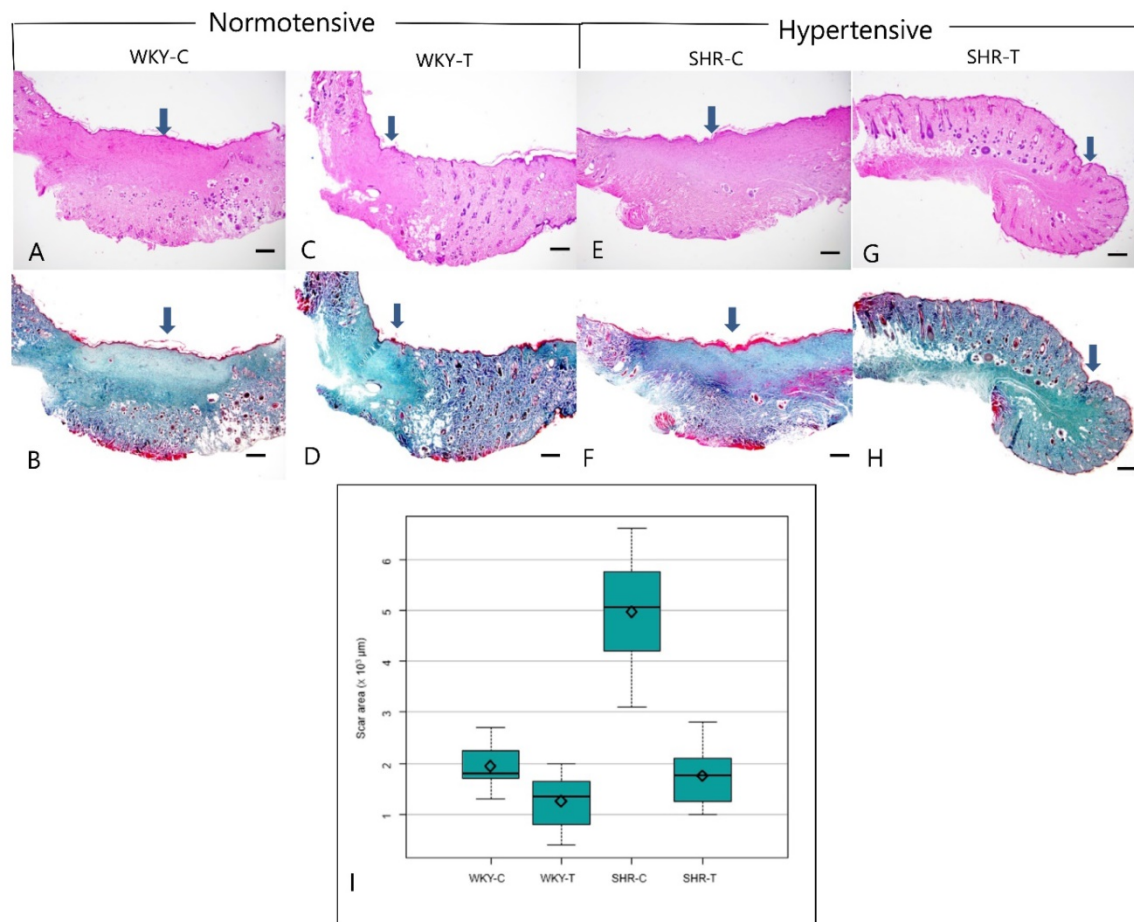 Normotensive Hypertensive
WKY-C WKY-T SHR-C SHR-T
A C E G
B D F H
Scar area (× 10³ µm)
6
5
4
3
2
1
WKY-C WKY-T SHR-C SHR-T
I